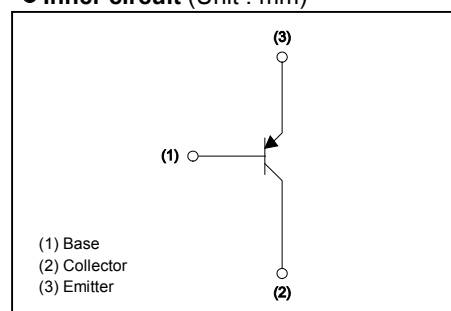 ● Inner circuit (Unit : mm)
(3)
(1)
(1) Base
(2) Collector
(3) Emitter
(2)